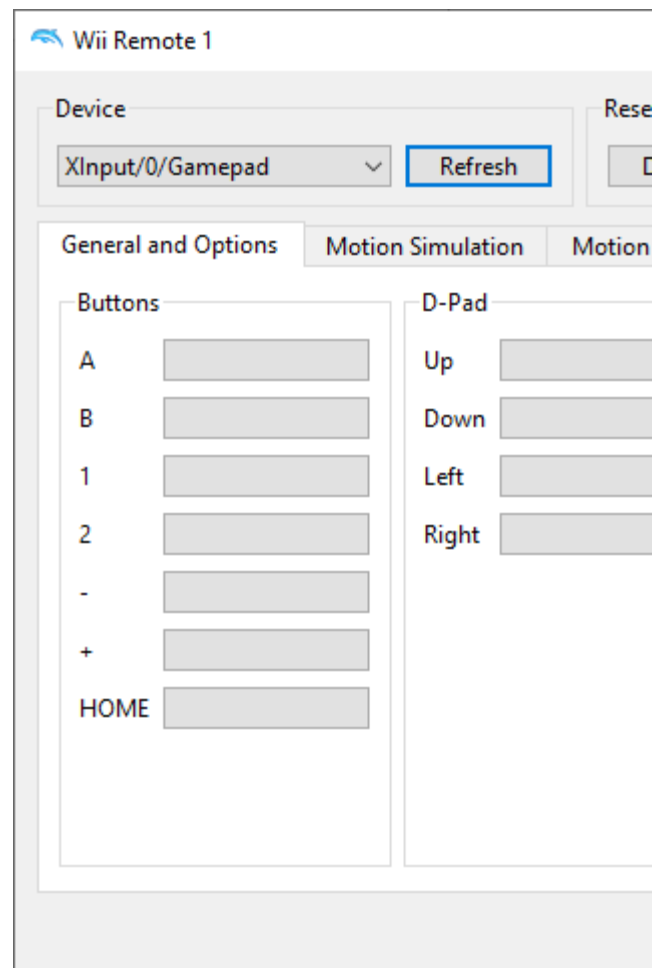 Wii Remote 1
Device
Rese
XInput/0/Gamepad
Refresh
D
General and Options
Motion Simulation
Motion
Buttons
D-Pad
A
Up
B
Down
1
Left
2
Right
-
+
HOME